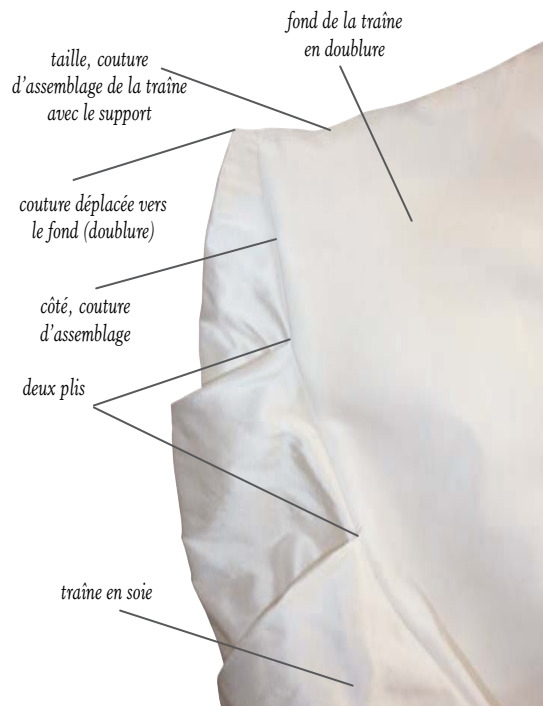 fond de la traîne
en doublure
taille, couture
d'assemblage de la traîne
avec le support
couture déplacée vers
le fond (doublure)
côté, couture
d'assemblage
deux plis
traîne en soie